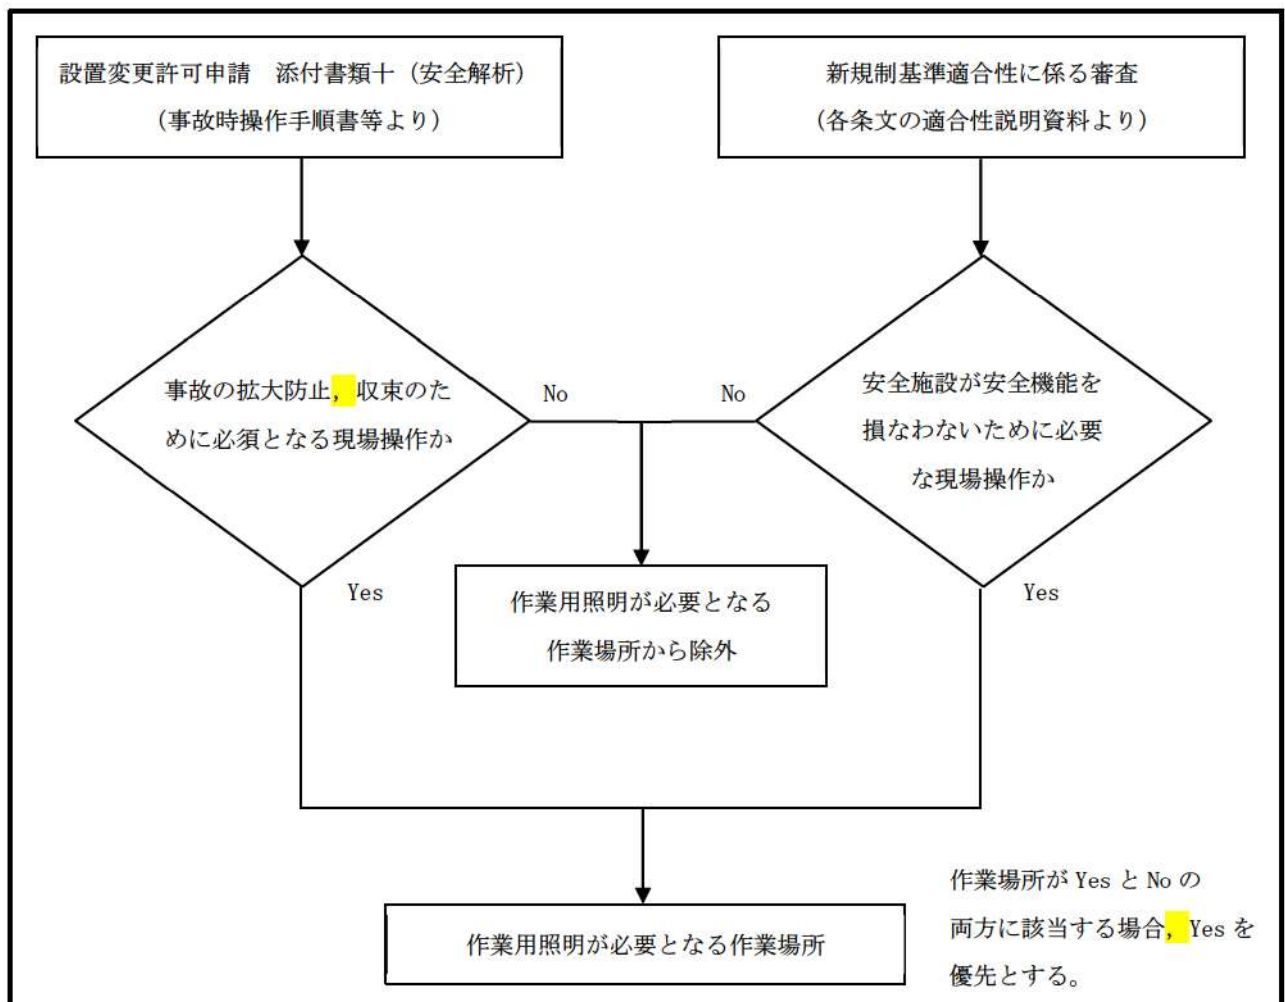 設置変更許可申請　添付書類十（安全解析）
（事故時操作手順書等より）
新規制基準適合性に係る審査
（各条文の適合性説明資料より）
事故の拡大防止，収束のた
めに必須となる現場操作か
No
No
安全施設が安全機能を
損なわないために必要
な現場操作か
Yes
作業用照明が必要となる
作業場所から除外
Yes
作業用照明が必要となる作業場所
作業場所が Yes と No の
両方に該当する場合，Yes を
優先とする。